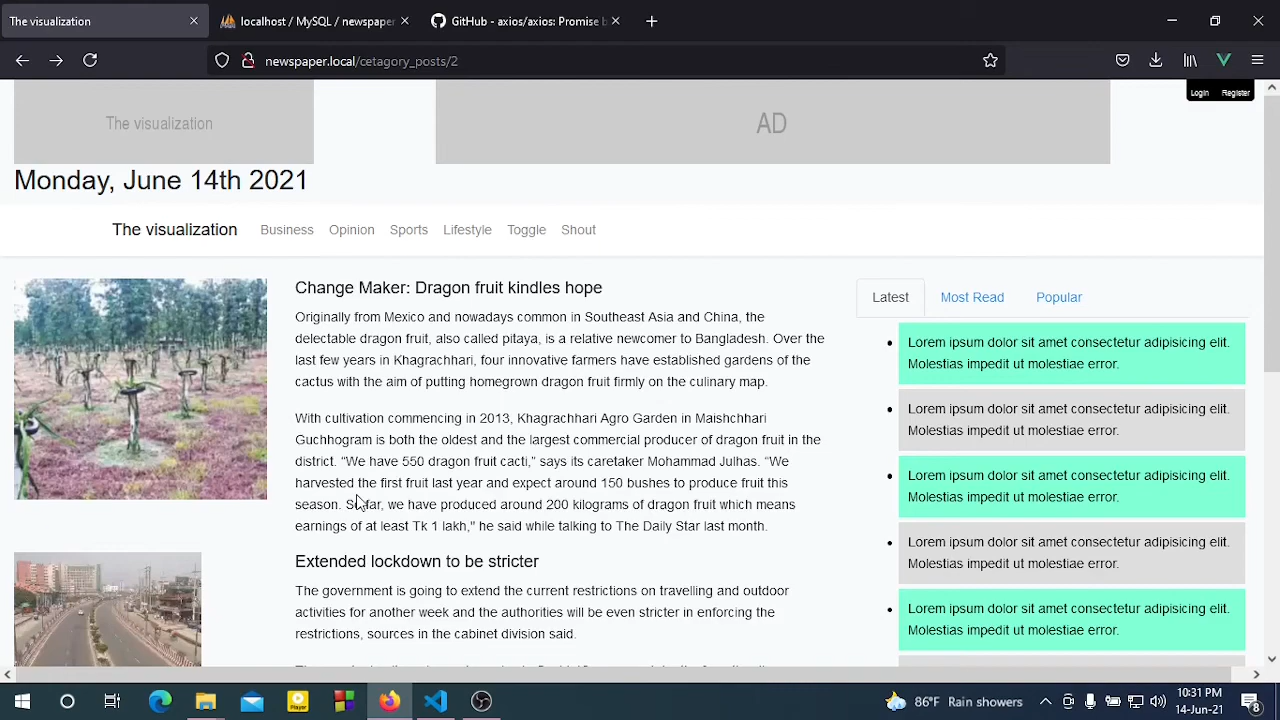 The visualization
localhost / MySQL / newspaper
GitHub - axios/axios: Promise b
newspaper.local/cetagory_posts/2
The visualization
AD
Login Register
Monday, June 14th 2021
The visualization Business Opinion Sports Lifestyle Toggle Shout
Change Maker: Dragon fruit kindles hope
Originally from Mexico and nowadays common in Southeast Asia and China, the
delectable dragon fruit, also called pitaya, is a relative newcomer to Bangladesh. Over the
last few years in Khagrachhari, four innovative farmers have established gardens of the
cactus with the aim of putting homegrown dragon fruit firmly on the culinary map.
With cultivation commencing in 2013, Khagrachhari Agro Garden in Maishchhari
Guchhogram is both the oldest and the largest commercial producer of dragon fruit in the
district. “We have 550 dragon fruit cacti,” says its caretaker Mohammad Julhas. “We
harvested the first fruit last year and expect around 150 bushes to produce fruit this
season. So far, we have produced around 200 kilograms of dragon fruit which means
earnings of at least Tk 1 lakh," he said while talking to The Daily Star last month.
Extended lockdown to be stricter
The government is going to extend the current restrictions on travelling and outdoor
activities for another week and the authorities will be even stricter in enforcing the
restrictions, sources in the cabinet division said.
Latest Most Read Popular
Lorem ipsum dolor sit amet consectetur adipisicing elit.
Molestias impedit ut molestiae error.
Lorem ipsum dolor sit amet consectetur adipisicing elit.
Molestias impedit ut molestiae error.
Lorem ipsum dolor sit amet consectetur adipisicing elit.
Molestias impedit ut molestiae error.
Lorem ipsum dolor sit amet consectetur adipisicing elit.
Molestias impedit ut molestiae error.
Lorem ipsum dolor sit amet consectetur adipisicing elit.
Molestias impedit ut molestiae error.
Player
86°F Rain showers
10:31 PM
14-Jun-21
8